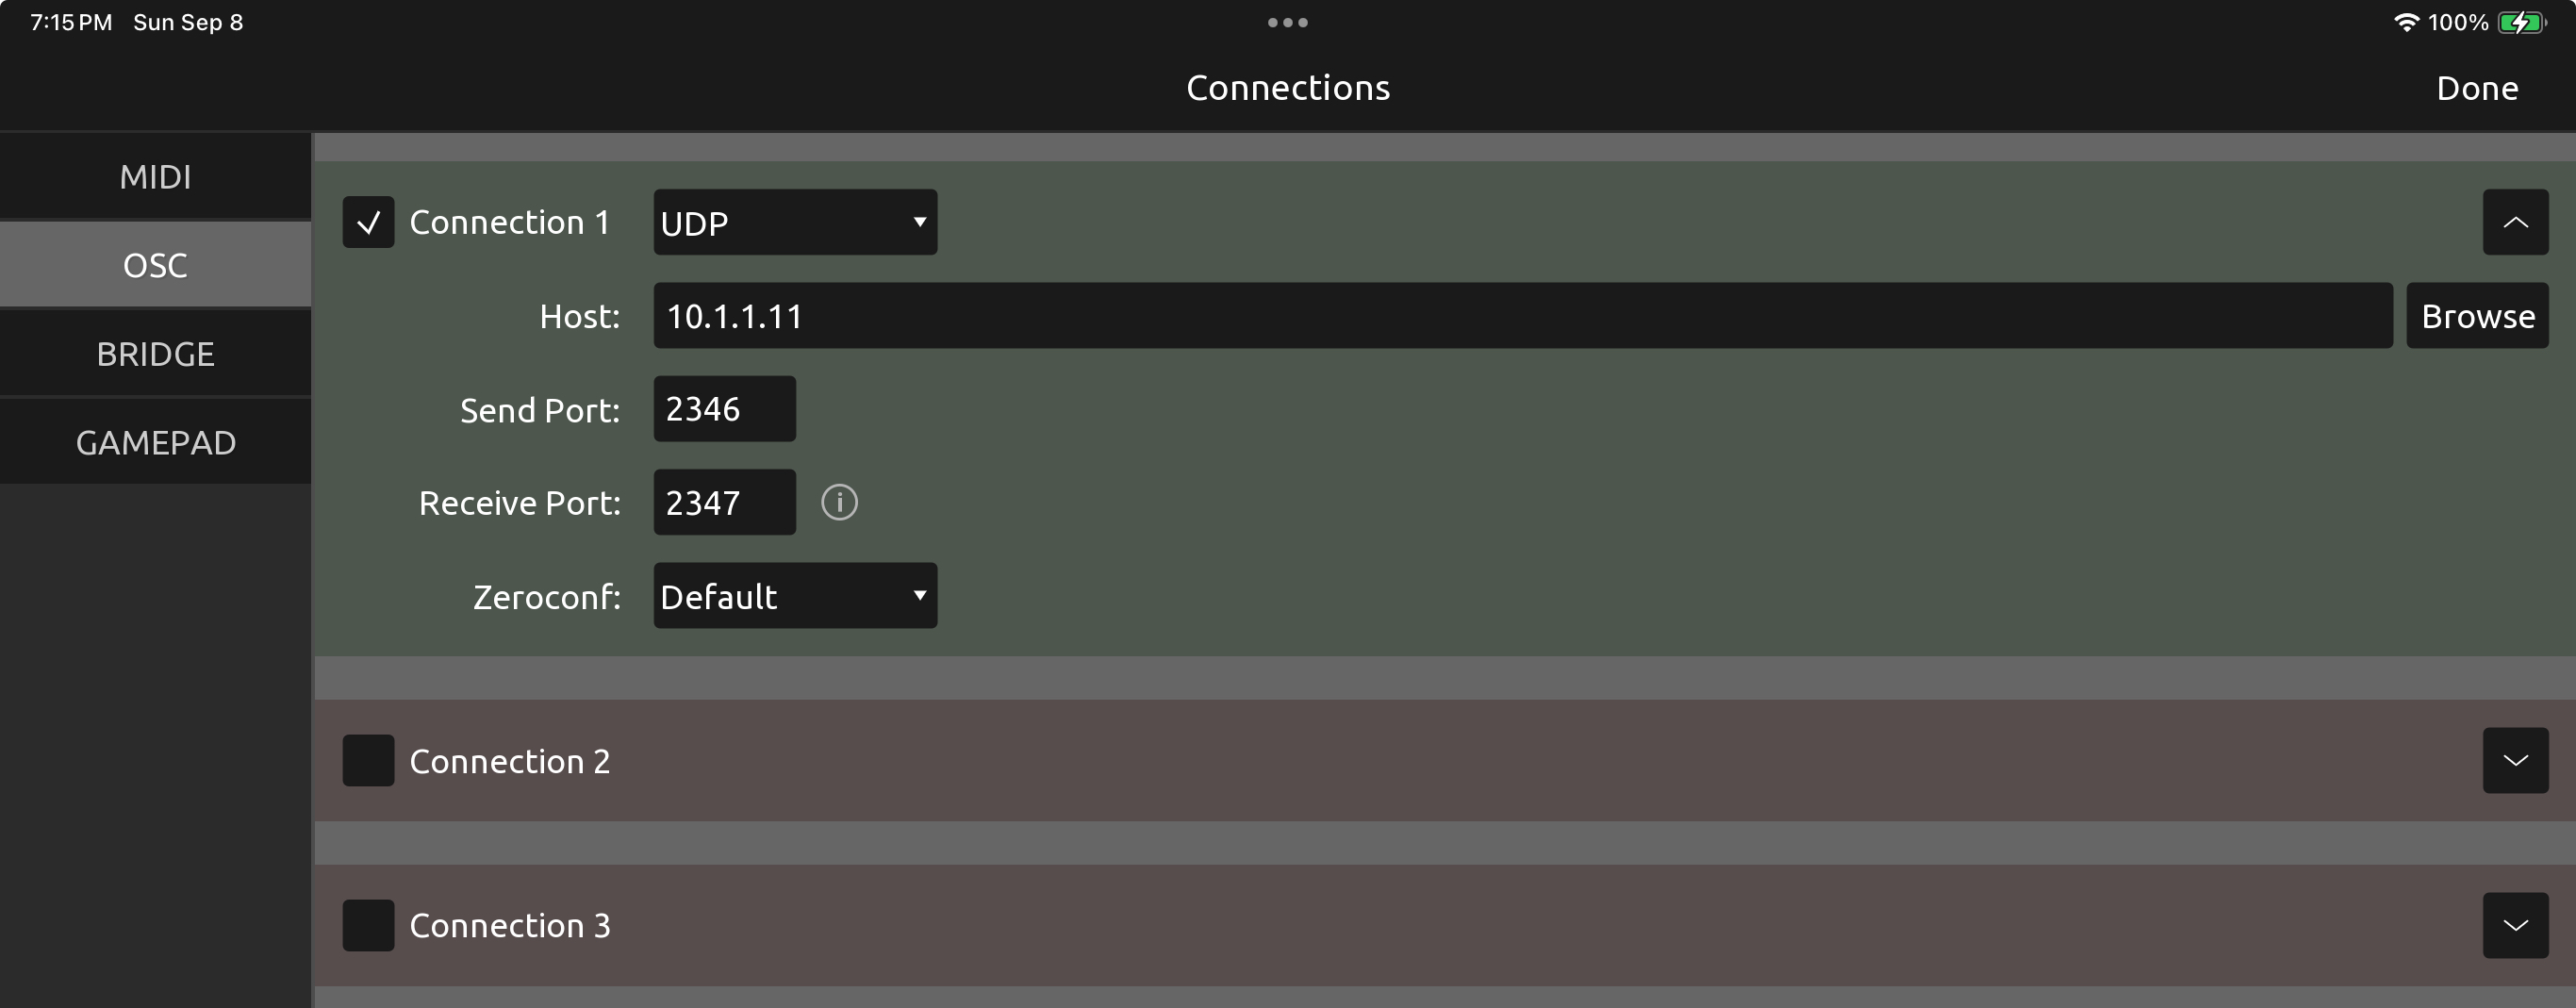 7:15 PM Sun Sep 8
100%
Connections
Done
MIDI
OSC
BRIDGE
GAMEPAD
Connection 1 UDP
Host: 10.1.1.11 Browse
Send Port: 2346
Receive Port: 2347
Zeroconf: Default
Connection 2
Connection 3